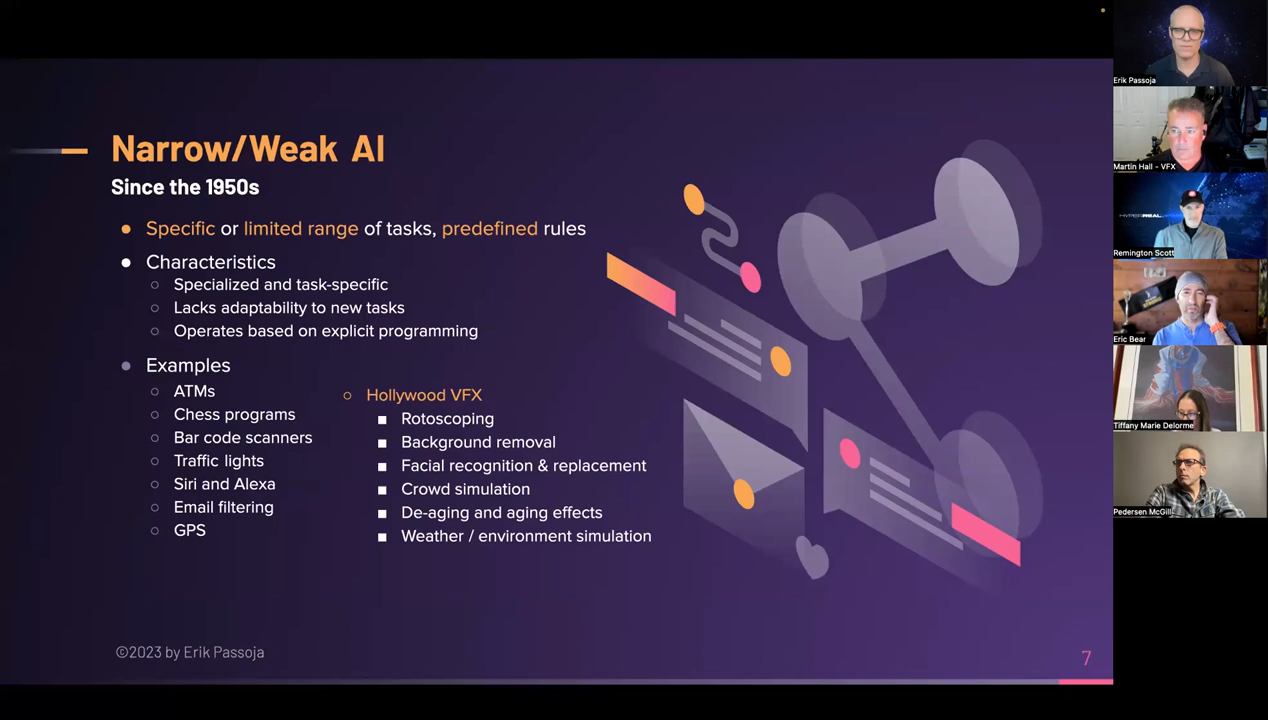 Narrow/Weak AI
Since the 1950s
Specific or limited range of tasks, predefined rules
Characteristics
Specialized and task-specific
Lacks adaptability to new tasks
Operates based on explicit programming
Examples
ATMs
Chess programs
Bar code scanners
Traffic lights
Siri and Alexa
Email filtering
GPS
Hollywood VFX
Rotoscoping
Background removal
Facial recognition & replacement
Crowd simulation
De-aging and aging effects
Weather / environment simulation
©2023 by Erik Passoja
7
Erik Passoja
Martin Hall - VFX
HYPERREAL
Remington Scott
Eric Bear
Tiffany Marie Delorme
Pedersen McGill